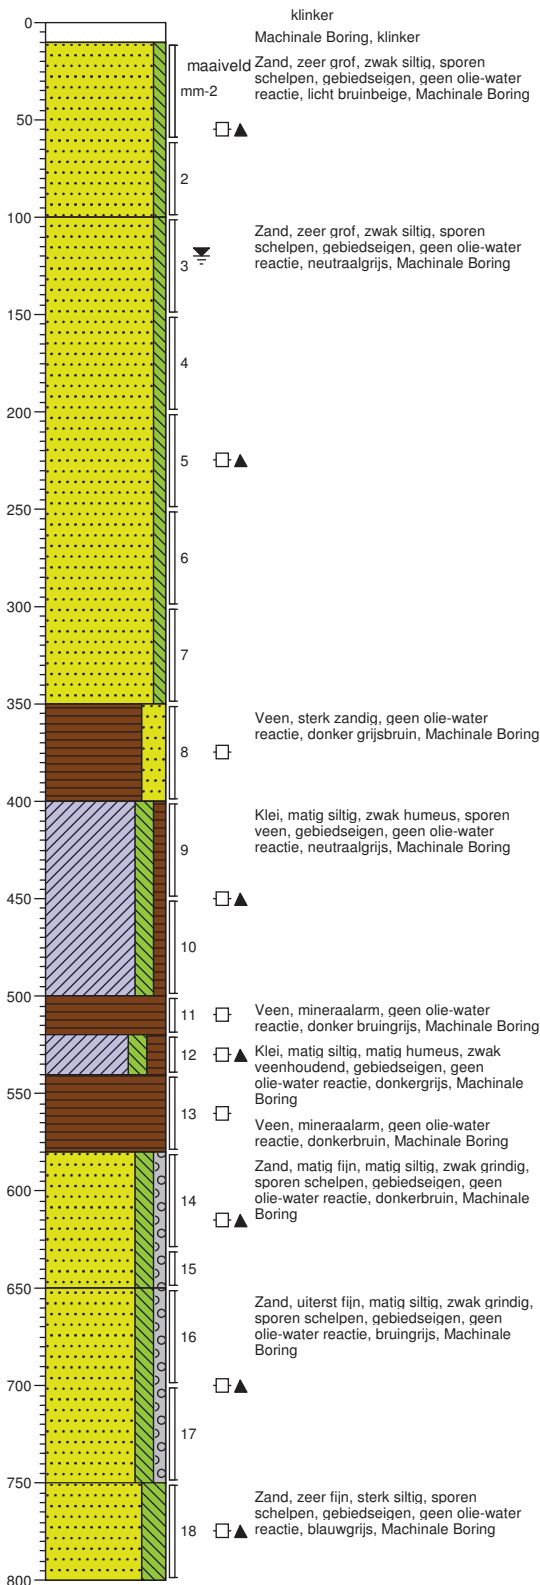 klinker
0
Machinale Boring, klinker
maaiveld
Zand, zeer grof, zwak siltig, sporen
schelpen, gebiedseigen, geen olie-water
reactie, licht bruinbeige, Machinale Boring
mm-2
50
2
100
Zand, zeer grof, zwak siltig, sporen
schelpen, gebiedseigen, geen olie-water
reactie, neutraalgrijs, Machinale Boring
3
150
4
200
5
250
6
300
7
350
Veen, sterk zandig, geen olie-water
reactie, donker grijsbruin, Machinale Boring
8
400
Klei, matig siltig, zwak humeus, sporen
veen, gebiedseigen, geen olie-water
reactie, neutraalgrijs, Machinale Boring
9
450
10
500
11
Veen, mineraalarm, geen olie-water
reactie, donker bruingrijs, Machinale Boring
12
Klei, matig siltig, matig humeus, zwak
veenhoudend, gebiedseigen, geen
olie-water reactie, donkergrijs, Machinale
Boring
550
13
Veen, mineraalarm, geen olie-water
reactie, donkerbruin, Machinale Boring
Zand, matig fijn, matig siltig, zwak grindig,
sporen schelpen, gebiedseigen, geen
olie-water reactie, donkerbruin, Machinale
Boring
600
14
15
650
Zand, uiterst fijn, matig siltig, zwak grindig,
sporen schelpen, gebiedseigen, geen
olie-water reactie, bruingrijs, Machinale
Boring
16
700
17
750
Zand, zeer fijn, sterk siltig, sporen
schelpen, gebiedseigen, geen olie-water
reactie, blauwgrijs, Machinale Boring
18
800